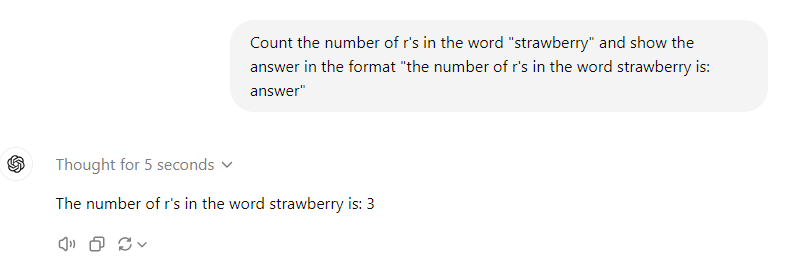 Count the number of r's in the word "strawberry" and show the
answer in the format "the number of r's in the word strawberry is:
answer"
Thought for 5 seconds
The number of r's in the word strawberry is: 3